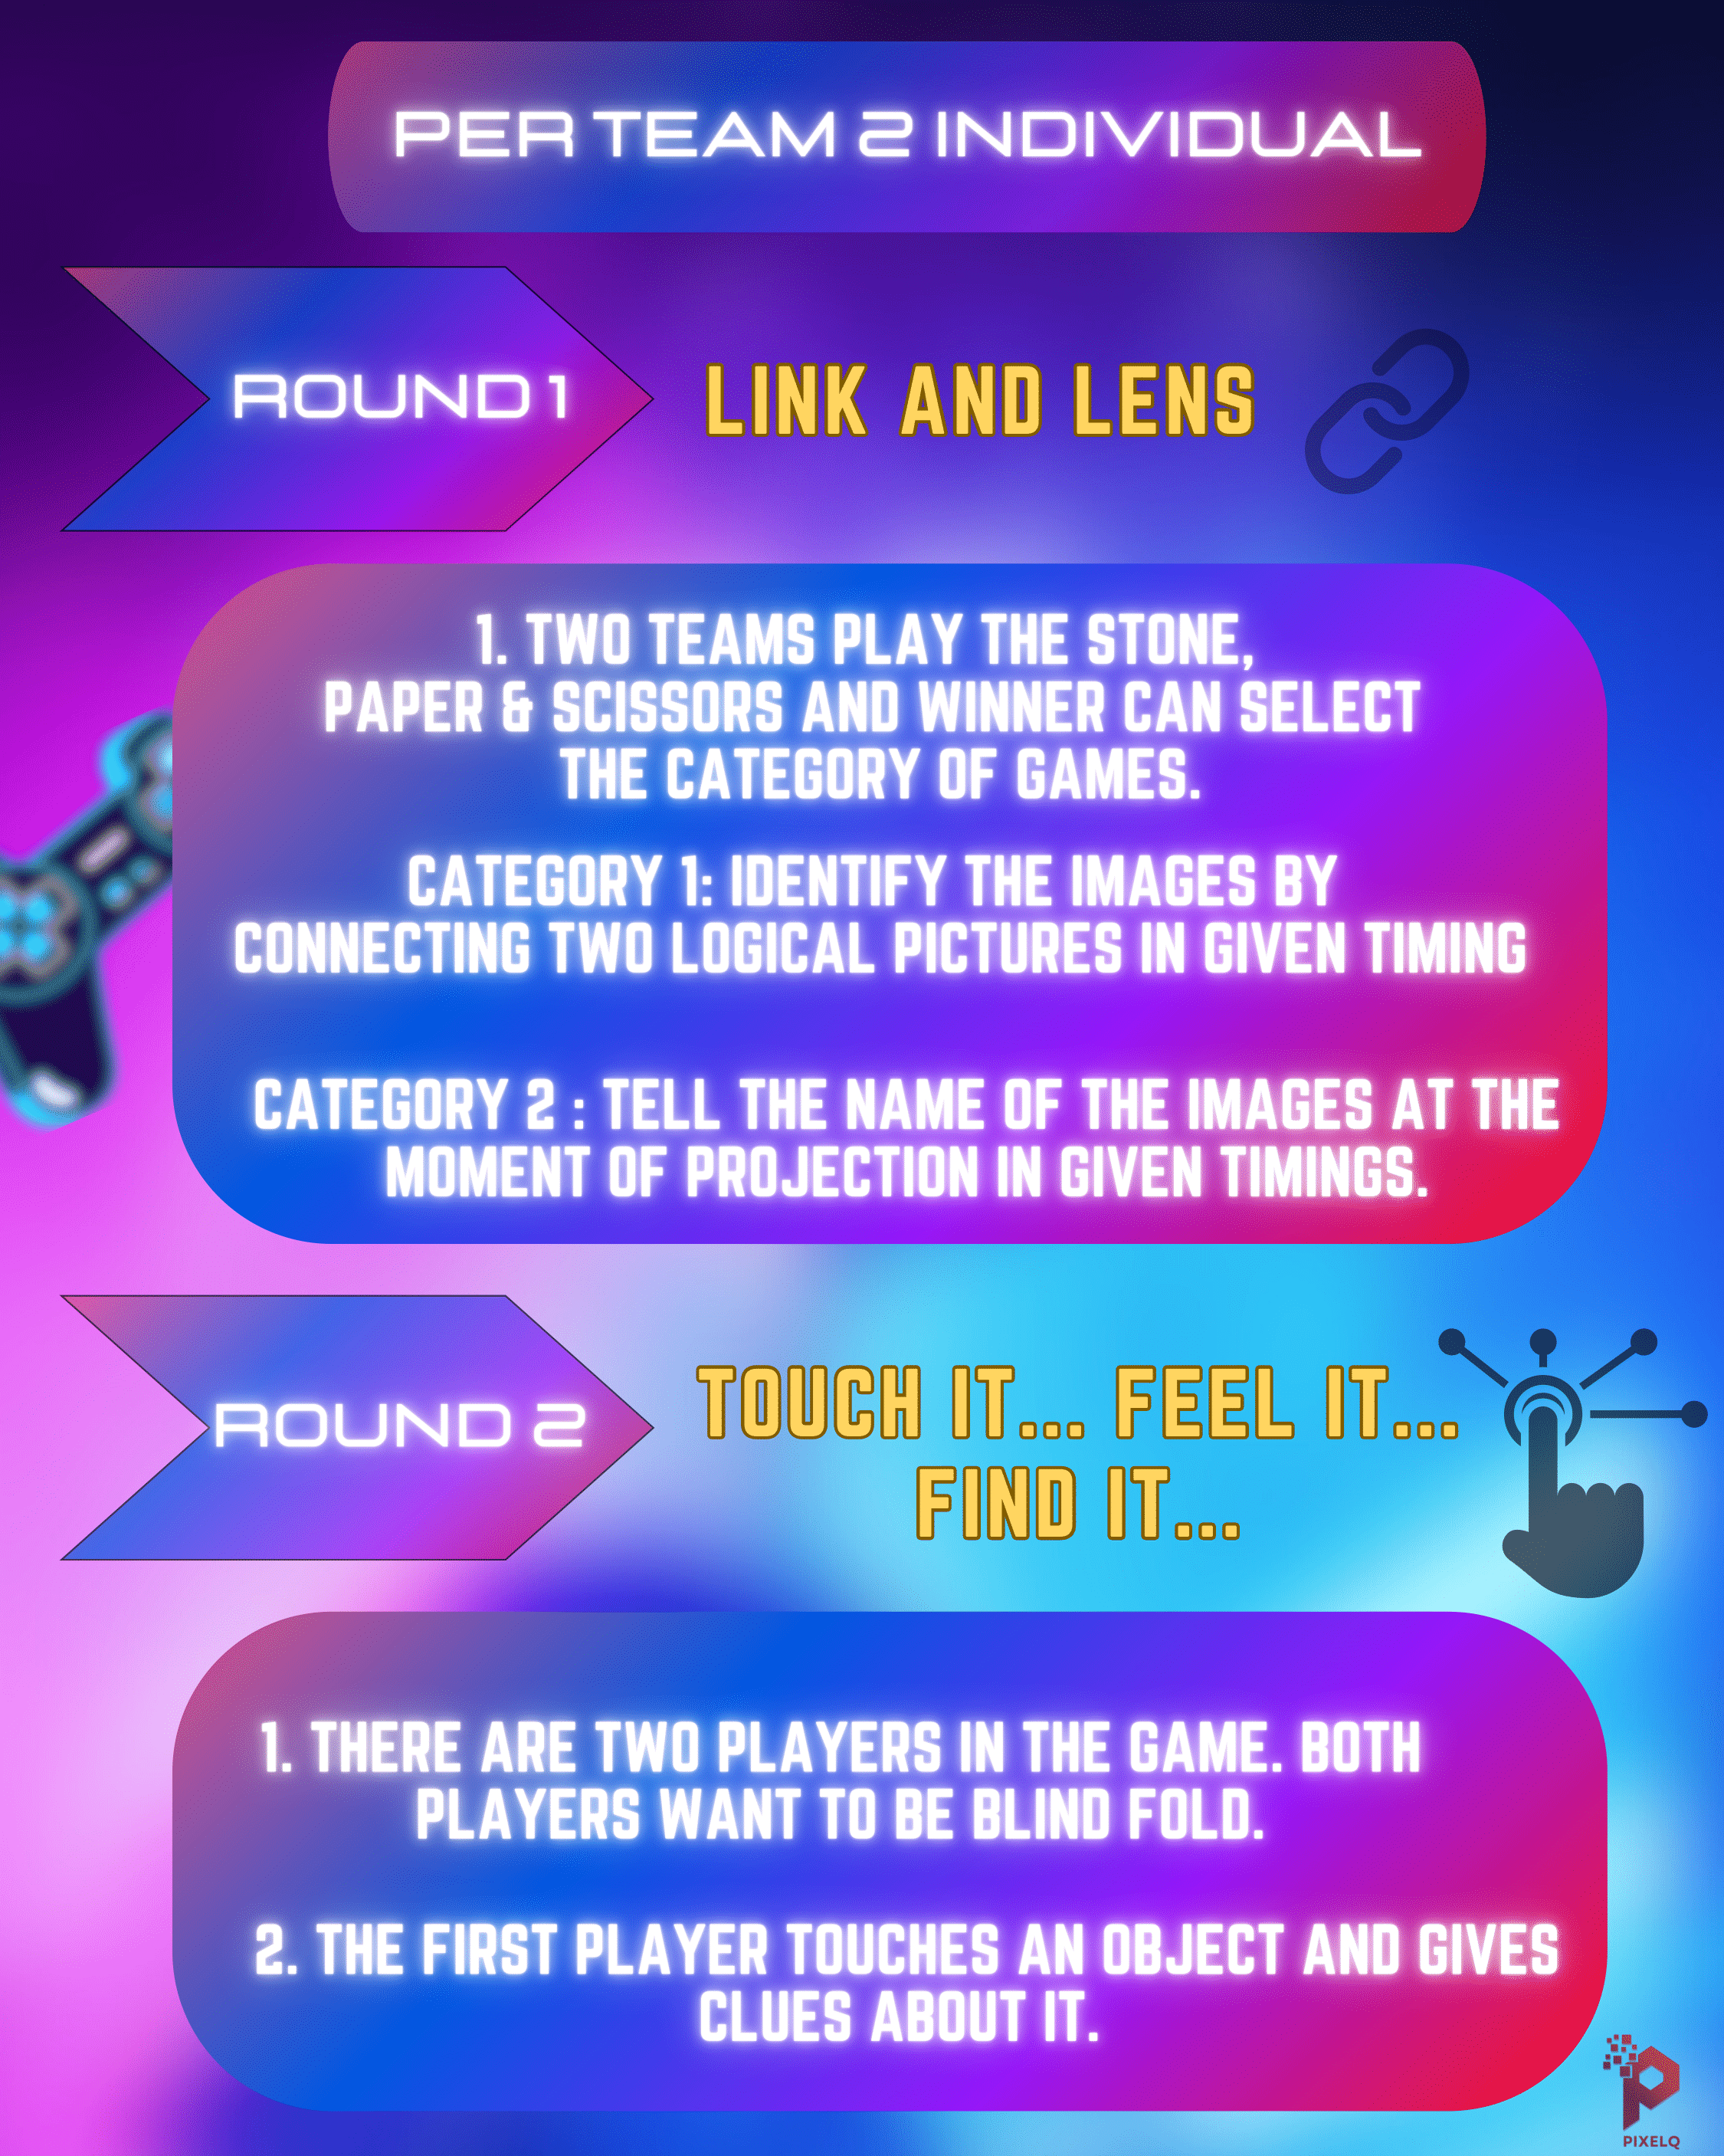 PER TEAM 2 INDIVIDUAL
ROUND 1
LINK AND LENS
1. TWO TEAMS PLAY THE STONE,
PAPER & SCISSORS AND WINNER CAN SELECT
THE CATEGORY OF GAMES.
CATEGORY 1: IDENTIFY THE IMAGES BY
CONNECTING TWO LOGICAL PICTURES IN GIVEN TIMING
CATEGORY 2 : TELL THE NAME OF THE IMAGES AT THE
MOMENT OF PROJECTION IN GIVEN TIMINGS.
ROUND 2
TOUCH IT... FEEL IT...
FIND IT...
1. THERE ARE TWO PLAYERS IN THE GAME. BOTH
PLAYERS WANT TO BE BLIND FOLD.
2. THE FIRST PLAYER TOUCHES AN OBJECT AND GIVES
CLUES ABOUT IT.
PIXELQ